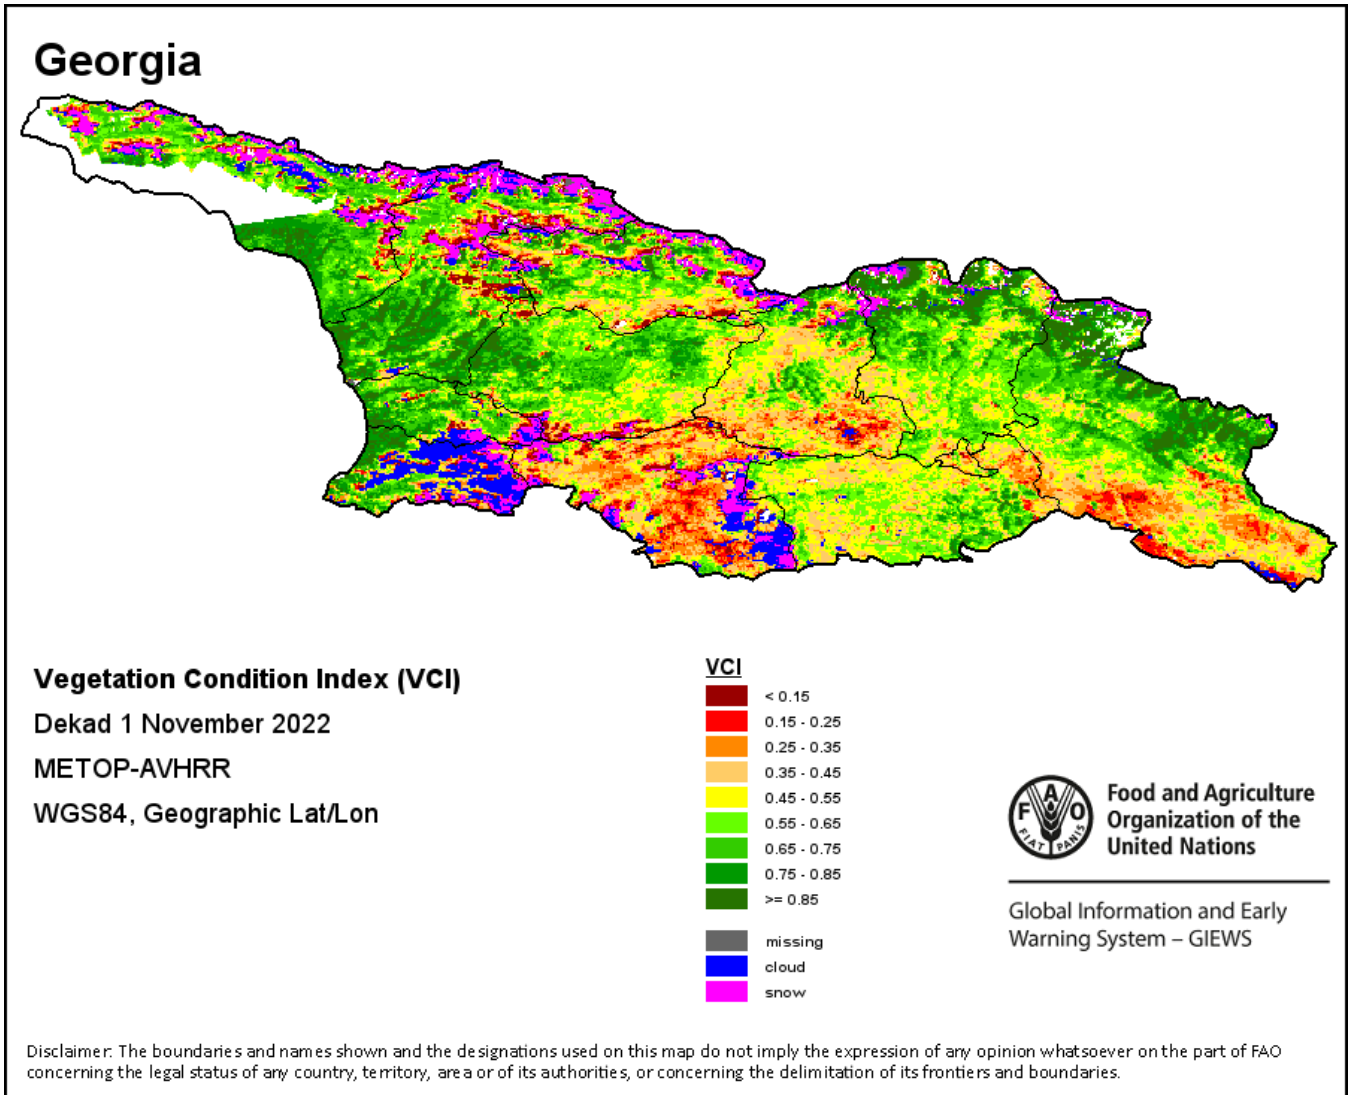 Georgia
Vegetation Condition Index (VCI)
Dekad 1 November 2022
METOP-AVHRR
WGS84, Geographic Lat/Lon
VCI
< 0.15
0.15 - 0.25
0.25 - 0.35
0.35 - 0.45
0.45 - 0.55
0.55 - 0.65
0.65 - 0.75
0.75 - 0.85
>= 0.85
missing
cloud
snow
F A O
FIAT PANIS
Food and Agriculture
Organization of the
United Nations
Global Information and Early
Warning System – GIEWS
Disclaimer: The boundaries and names shown and the designations used on this map do not imply the expression of any opinion whatsoever on the part of FAO
concerning the legal status of any country, territory, area or of its authorities, or concerning the delimitation of its frontiers and boundaries.